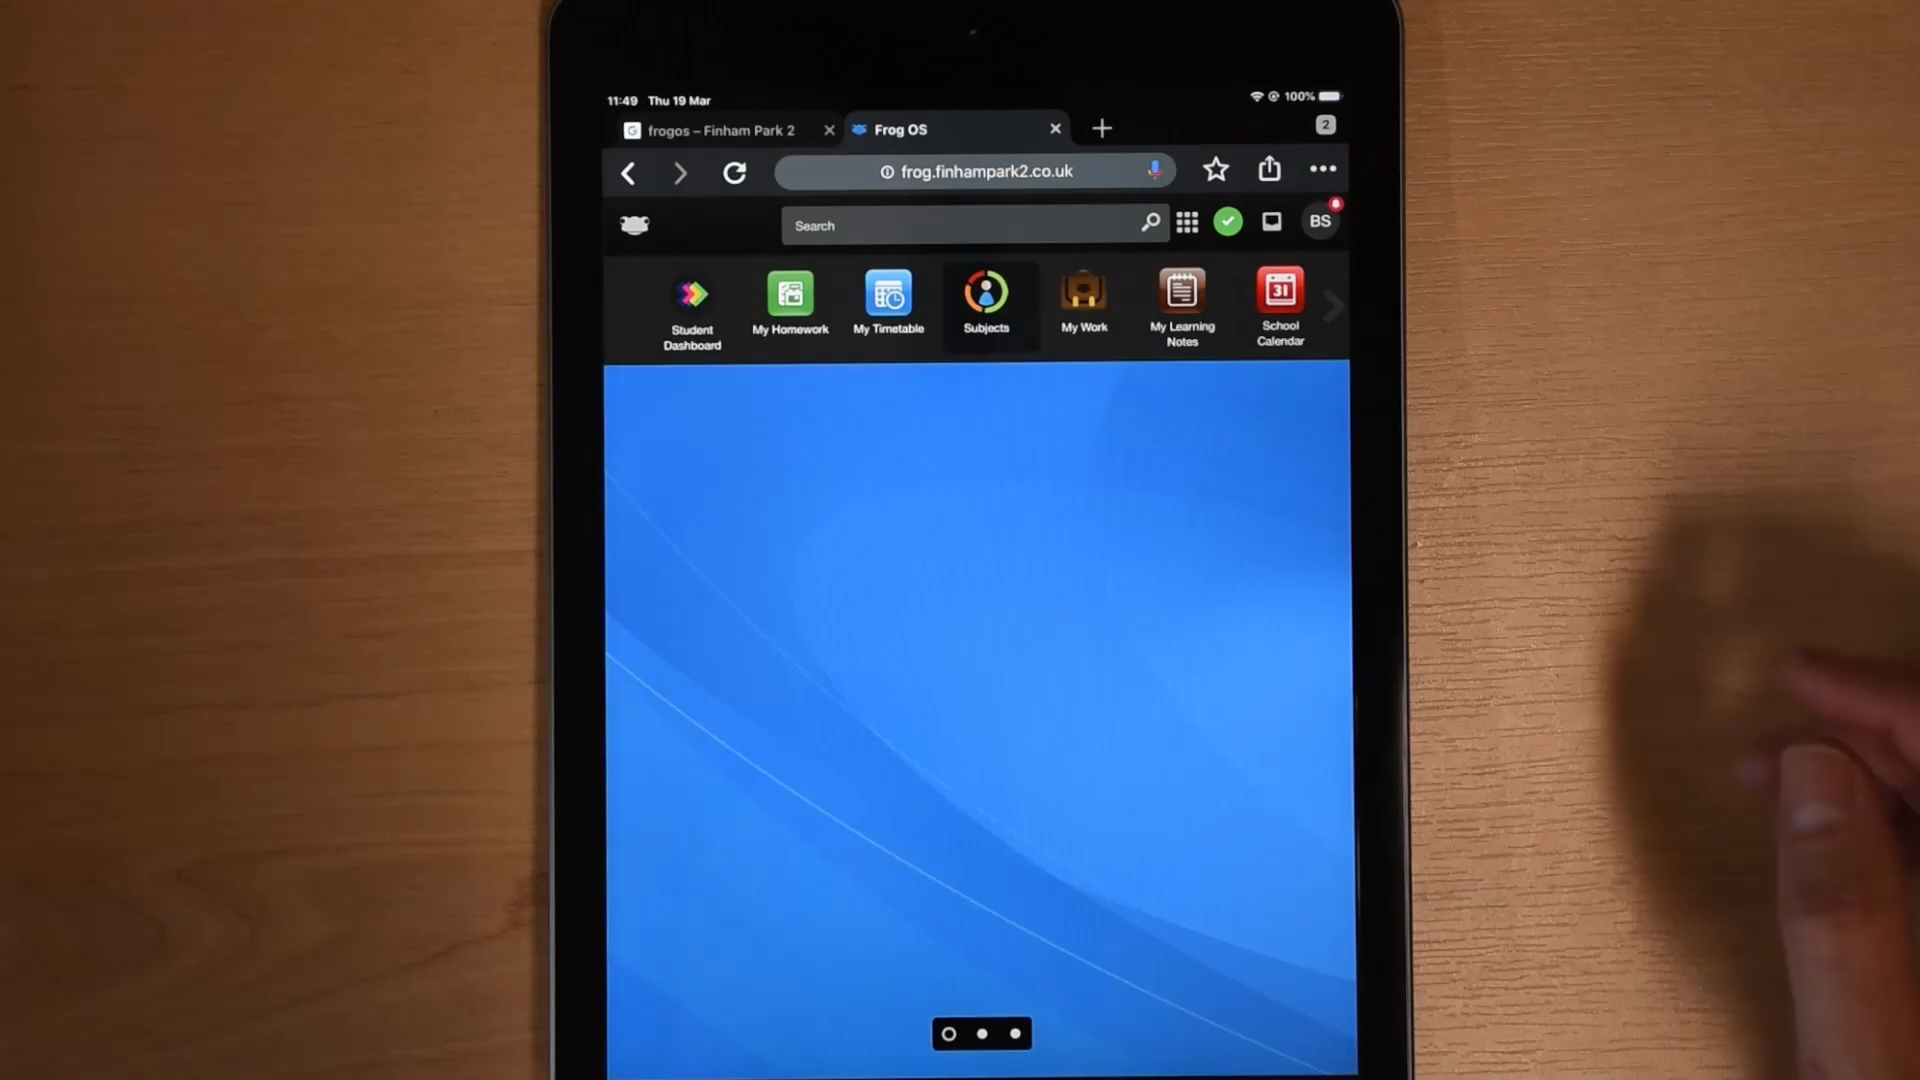 11:49 Thu 19 Mar
100%
G frogos – Finham Park 2
Frog OS
2
frog.finhampark2.co.uk
Search
BS
Student
Dashboard
My Homework
My Timetable
Subjects
My Work
My Learning
Notes
31
School
Calendar